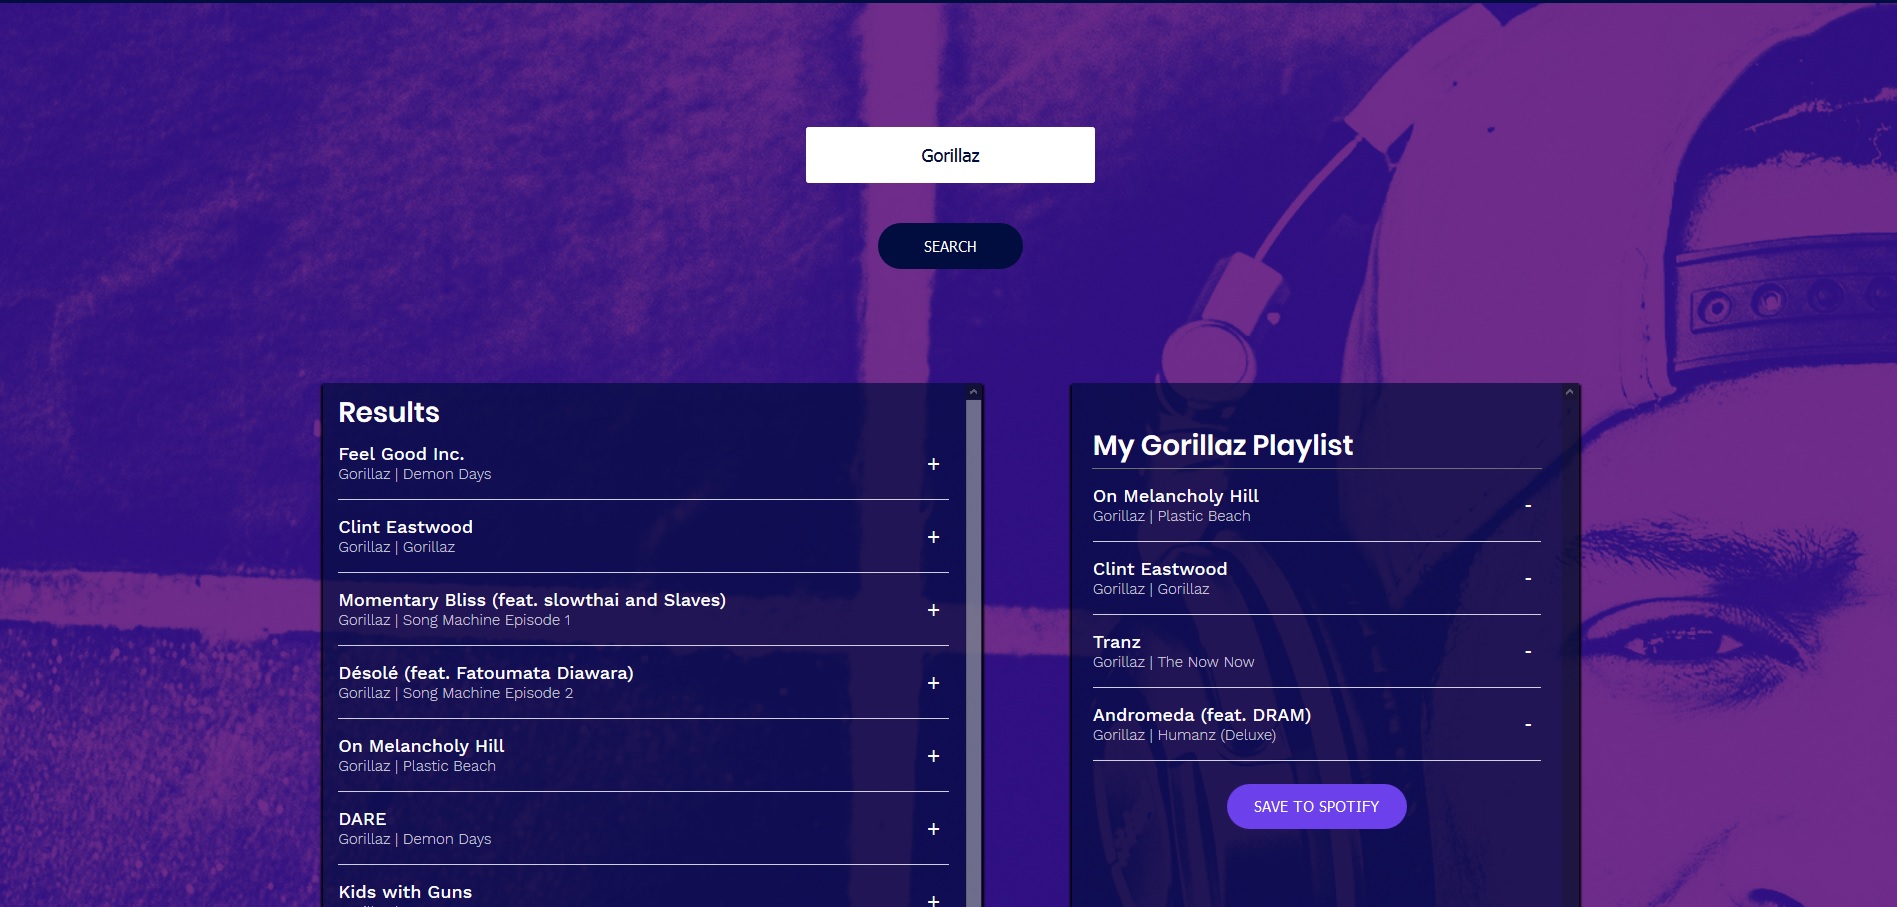 Gorillaz
SEARCH
Results
Feel Good Inc.
Gorillaz | Demon Days
+
Clint Eastwood
Gorillaz | Gorillaz
+
Momentary Bliss (feat. slowthai and Slaves)
Gorillaz | Song Machine Episode 1
+
Désolé (feat. Fatoumata Diawara)
Gorillaz | Song Machine Episode 2
+
On Melancholy Hill
Gorillaz | Plastic Beach
+
DARE
Gorillaz | Demon Days
+
Kids with Guns
+
My Gorillaz Playlist
On Melancholy Hill
Gorillaz | Plastic Beach
-
Clint Eastwood
Gorillaz | Gorillaz
-
Tranz
Gorillaz | The Now Now
-
Andromeda (feat. DRAM)
Gorillaz | Humanz (Deluxe)
-
SAVE TO SPOTIFY